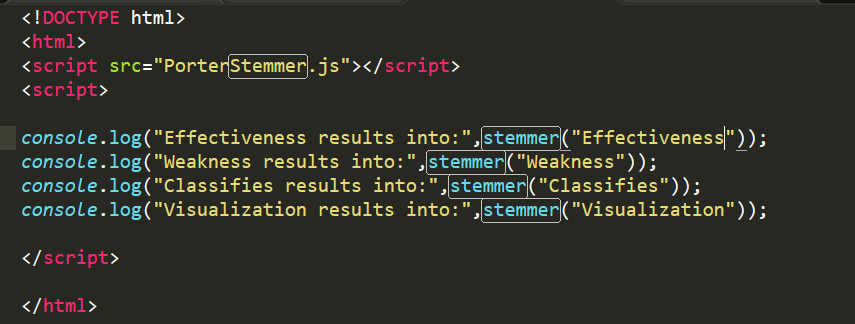 <!DOCTYPE html>
<html>
<script src="PorterStemmer.js"></script>
<script>
console.log("Effectiveness results into:",stemmer("Effectiveness"));
console.log("Weakness results into:",stemmer("Weakness"));
console.log("Classifies results into:",stemmer("Classifies"));
console.log("Visualization results into:",stemmer("Visualization"));
</script>
</html>